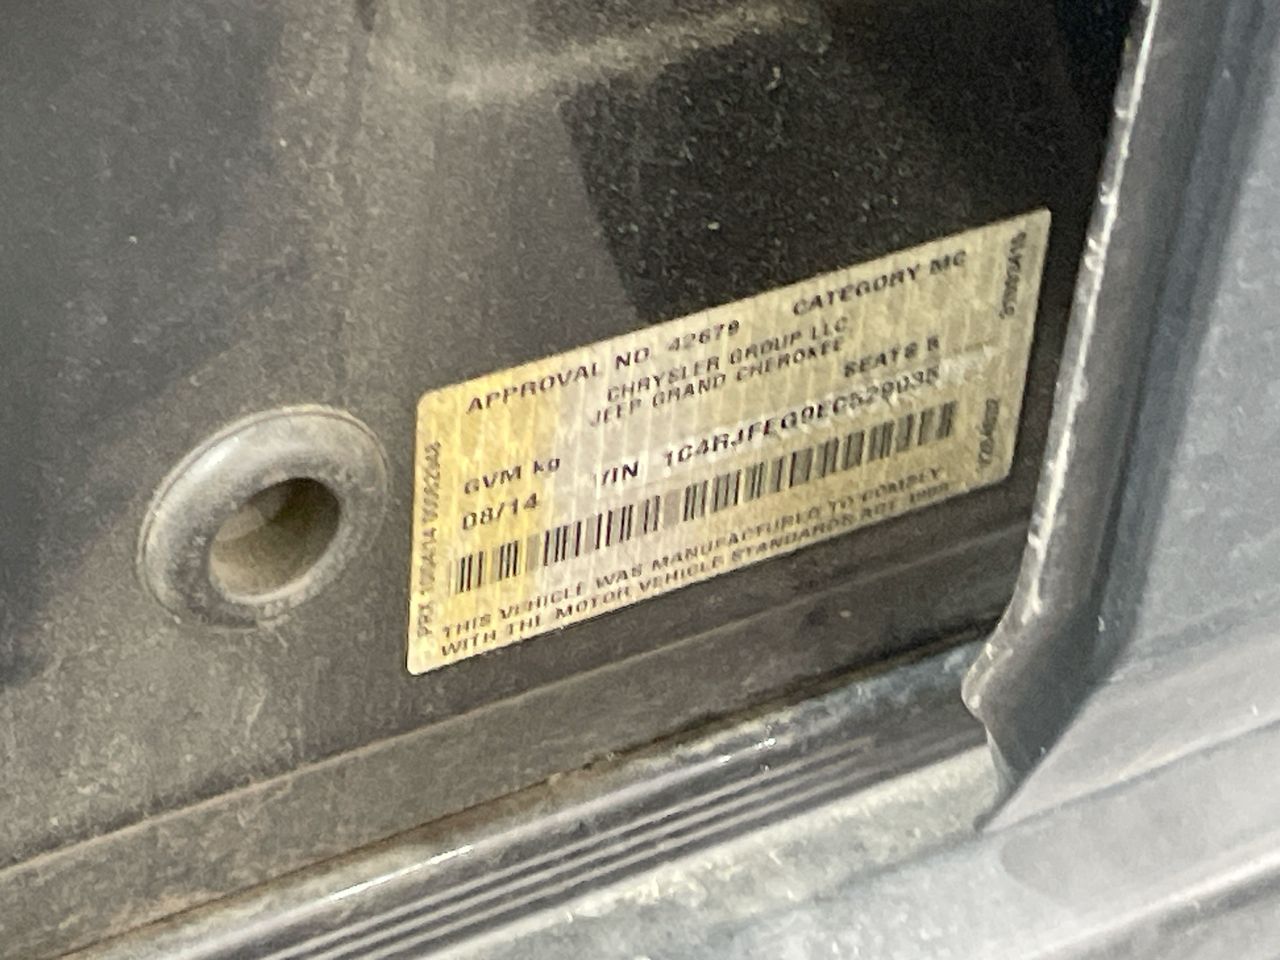 APPROVAL NO. 42679 CATEGORY MC
CHRYSLER GROUP LLC
JEEP GRAND CHEROKEE
SEATS 5
GVM kg VIN 1C4RJFEG9EC529035
08/14
THIS VEHICLE WAS MANUFACTURED TO COMPLY
WITH THE MOTOR VEHICLE STANDARDS ACT 1989.